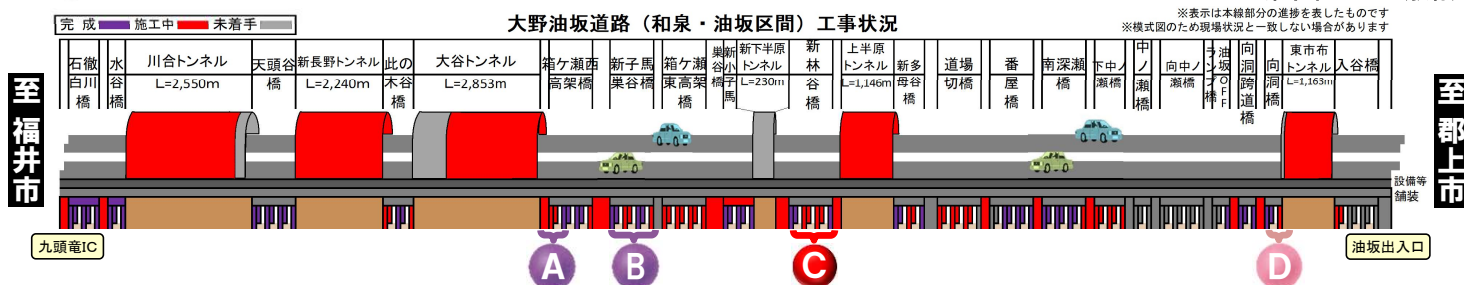 完 成 施工中 未着手
大野油坂道路（和泉・油坂区間）工事状況
※表示は本線部分の進捗を表したものです
※模式図のため現場状況と一致しない場合があります
至 福井市
石徹白川橋
水谷橋
川合トンネル
L=2,550m
天頭谷橋
新長野トンネル
L=2,240m
此の木谷橋
大谷トンネル
L=2,853m
箱ケ瀬西高架橋
新子馬巣谷橋
箱ケ瀬東高架橋
新小馬巣谷橋
新下半原トンネル
L=230m
新林谷橋
上半原トンネル
L=1,146m
新多母谷橋
道場切橋
番屋橋
南深瀬橋
下中ノ瀬橋
中ノ瀬橋
向中ノ瀬橋
油坂OFFランプ橋
向洞跨道橋
向洞橋
東市布トンネル
L=1,163m
入谷橋
至 郡上市
設備等
舗装
九頭竜IC
A
B
C
D
油坂出入口